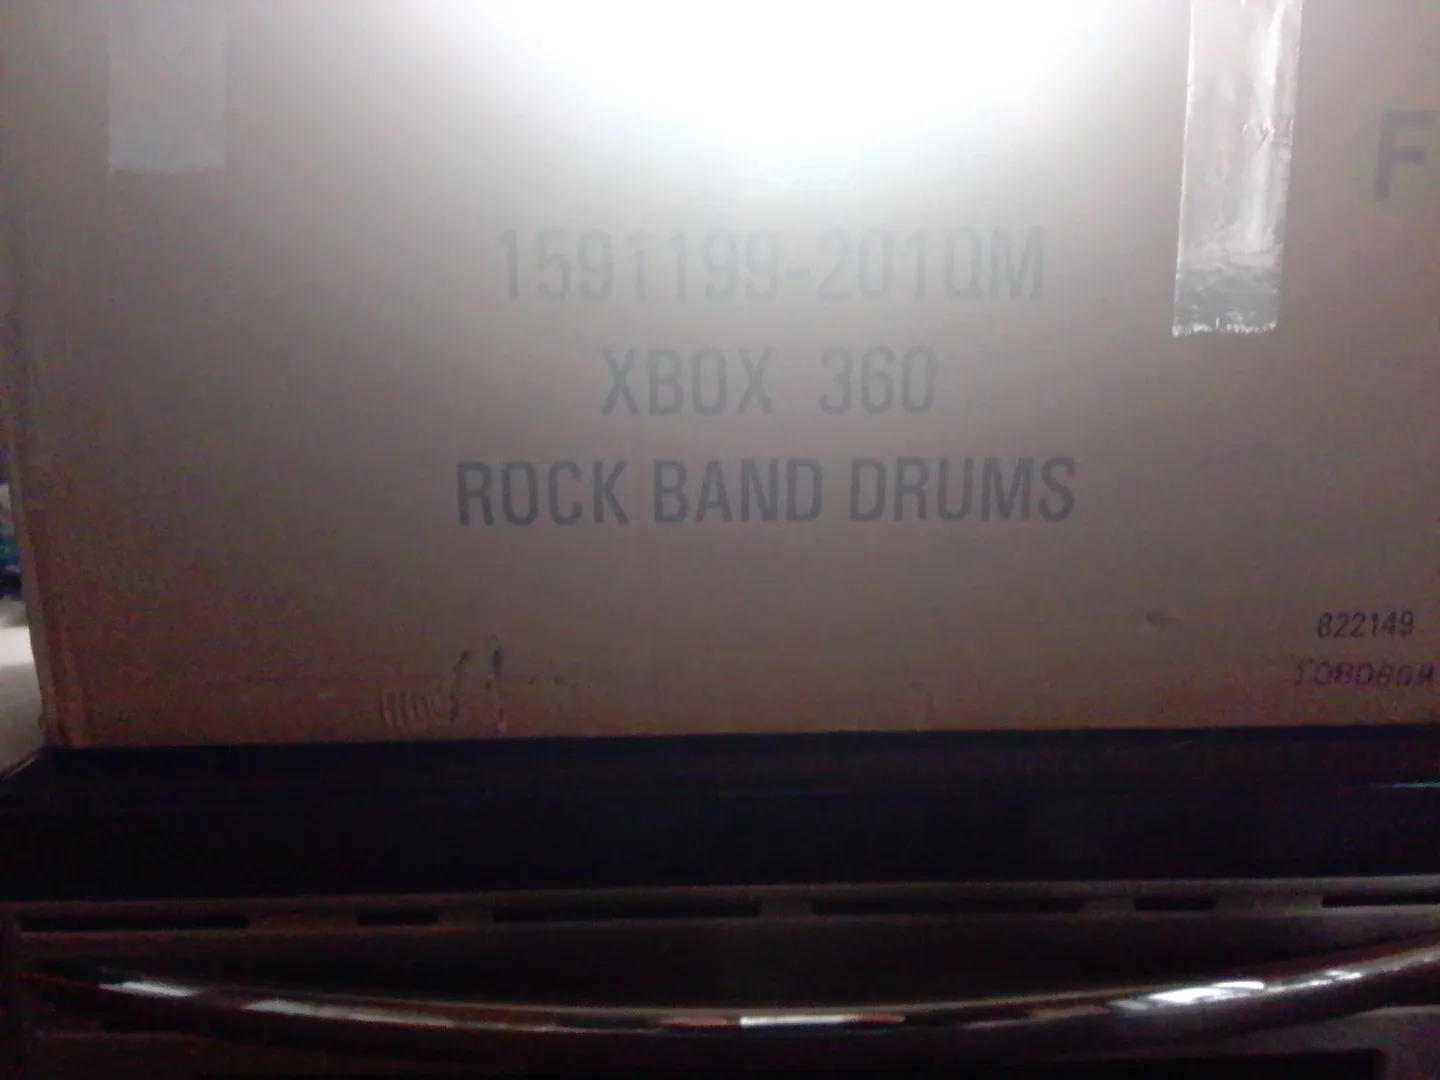 1591199-201QM
XBOX 360
ROCK BAND DRUMS
F
822149